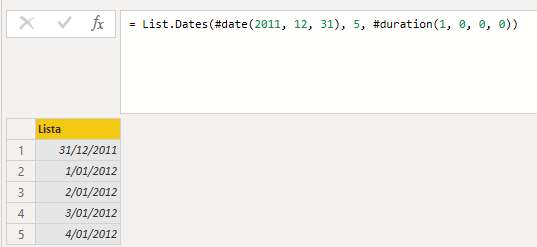 fx
= List.Dates(#date(2011, 12, 31), 5, #duration(1, 0, 0, 0))
Lista
1 31/12/2011
2 1/01/2012
3 2/01/2012
4 3/01/2012
5 4/01/2012